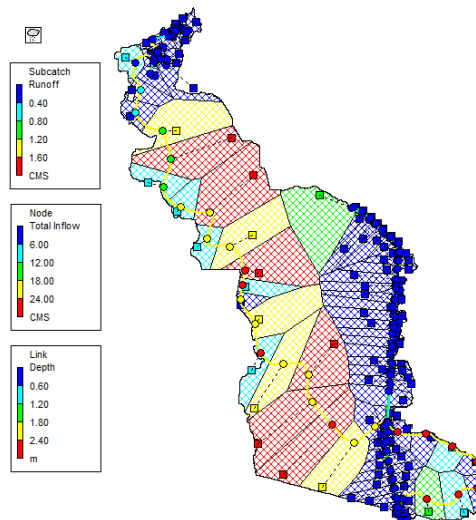 Subcatch
Runoff
0.40
0.80
1.20
1.60
CMS
Node
Total Inflow
6.00
12.00
18.00
24.00
CMS
Link
Depth
0.60
1.20
1.80
2.40
m